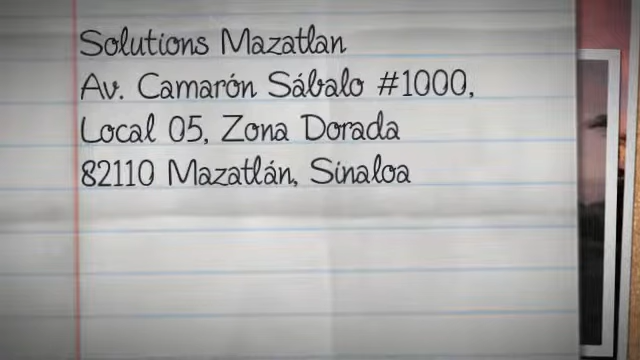 Solutions Mazatlan
Av. Camarón Sábalo #1000,
Local 05, Zona Dorada
82110 Mazatlán, Sinaloa